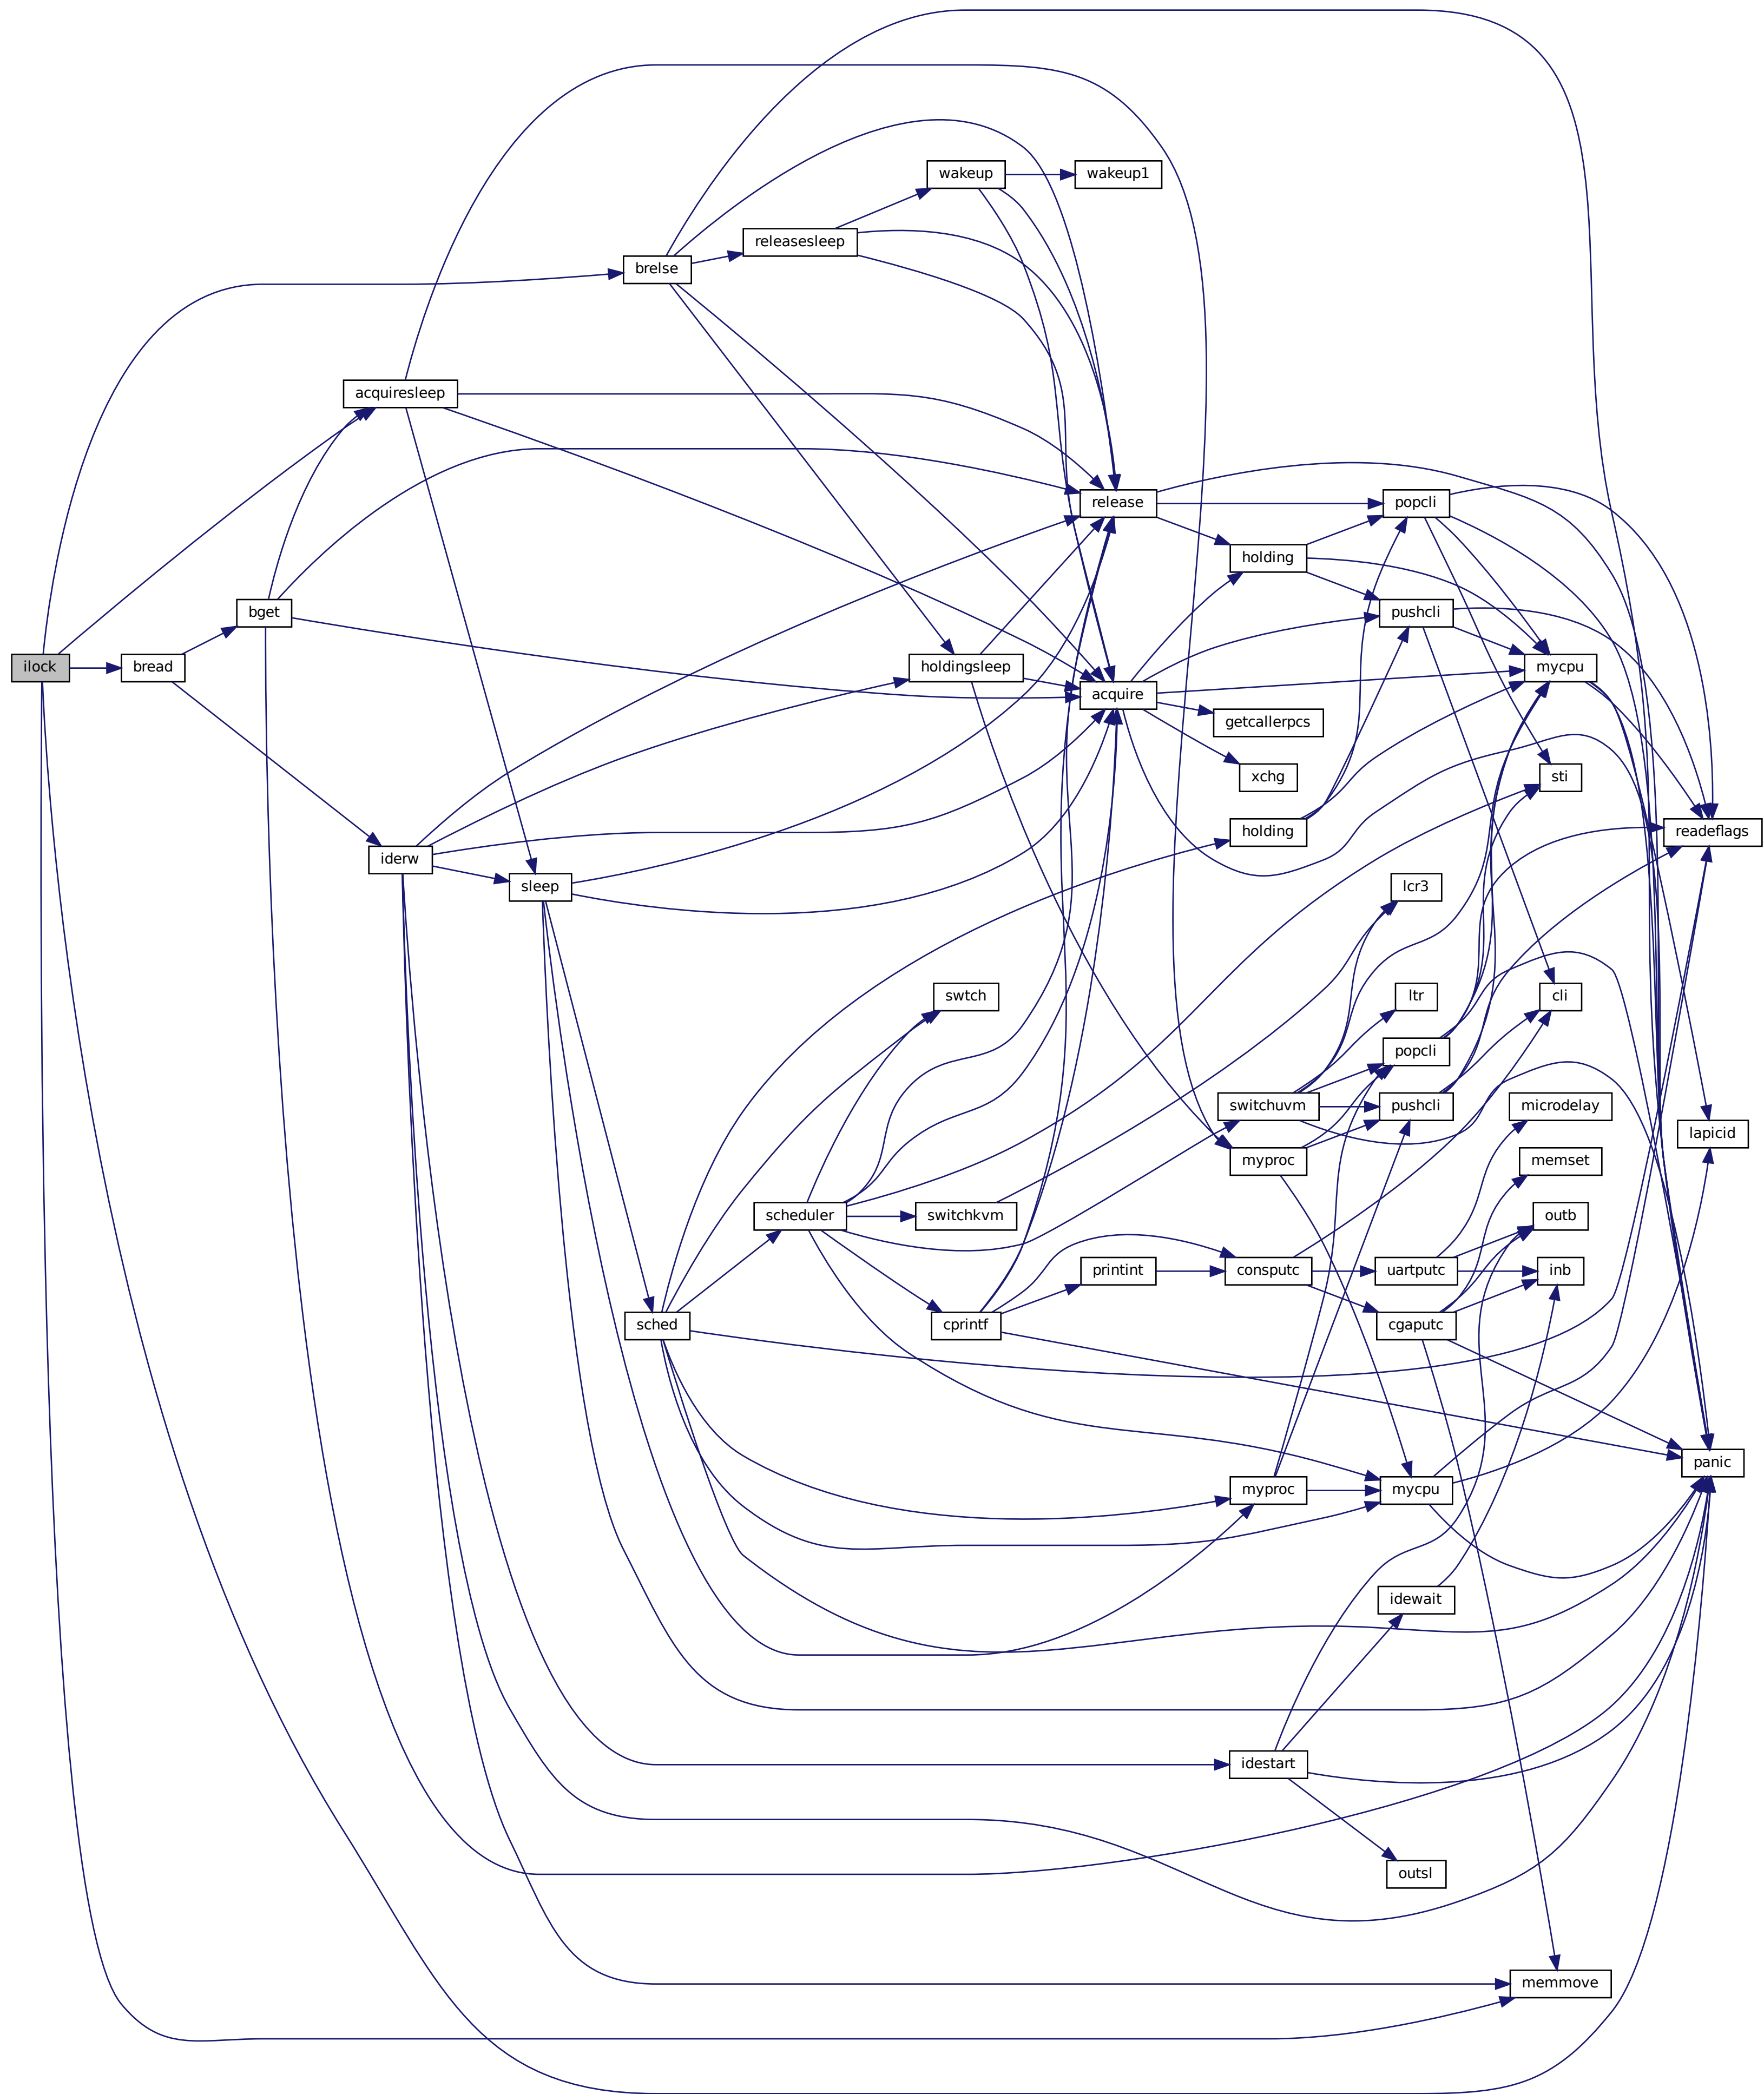 wakeup
wakeup1
releasesleep
brelse
acquiresleep
release
popcli
holding
bget
pushcli
ilock
bread
holdingsleep
mycpu
acquire
getcallerpcs
xchg
sti
holding
readeflags
iderw
sleep
lcr3
swtch
ltr
cli
popcli
switchuvm
pushcli
microdelay
lapicid
myproc
memset
scheduler
switchkvm
outb
printint
consputc
uartputc
inb
sched
cprintf
cgaputc
panic
myproc
mycpu
idewait
idestart
outsl
memmove